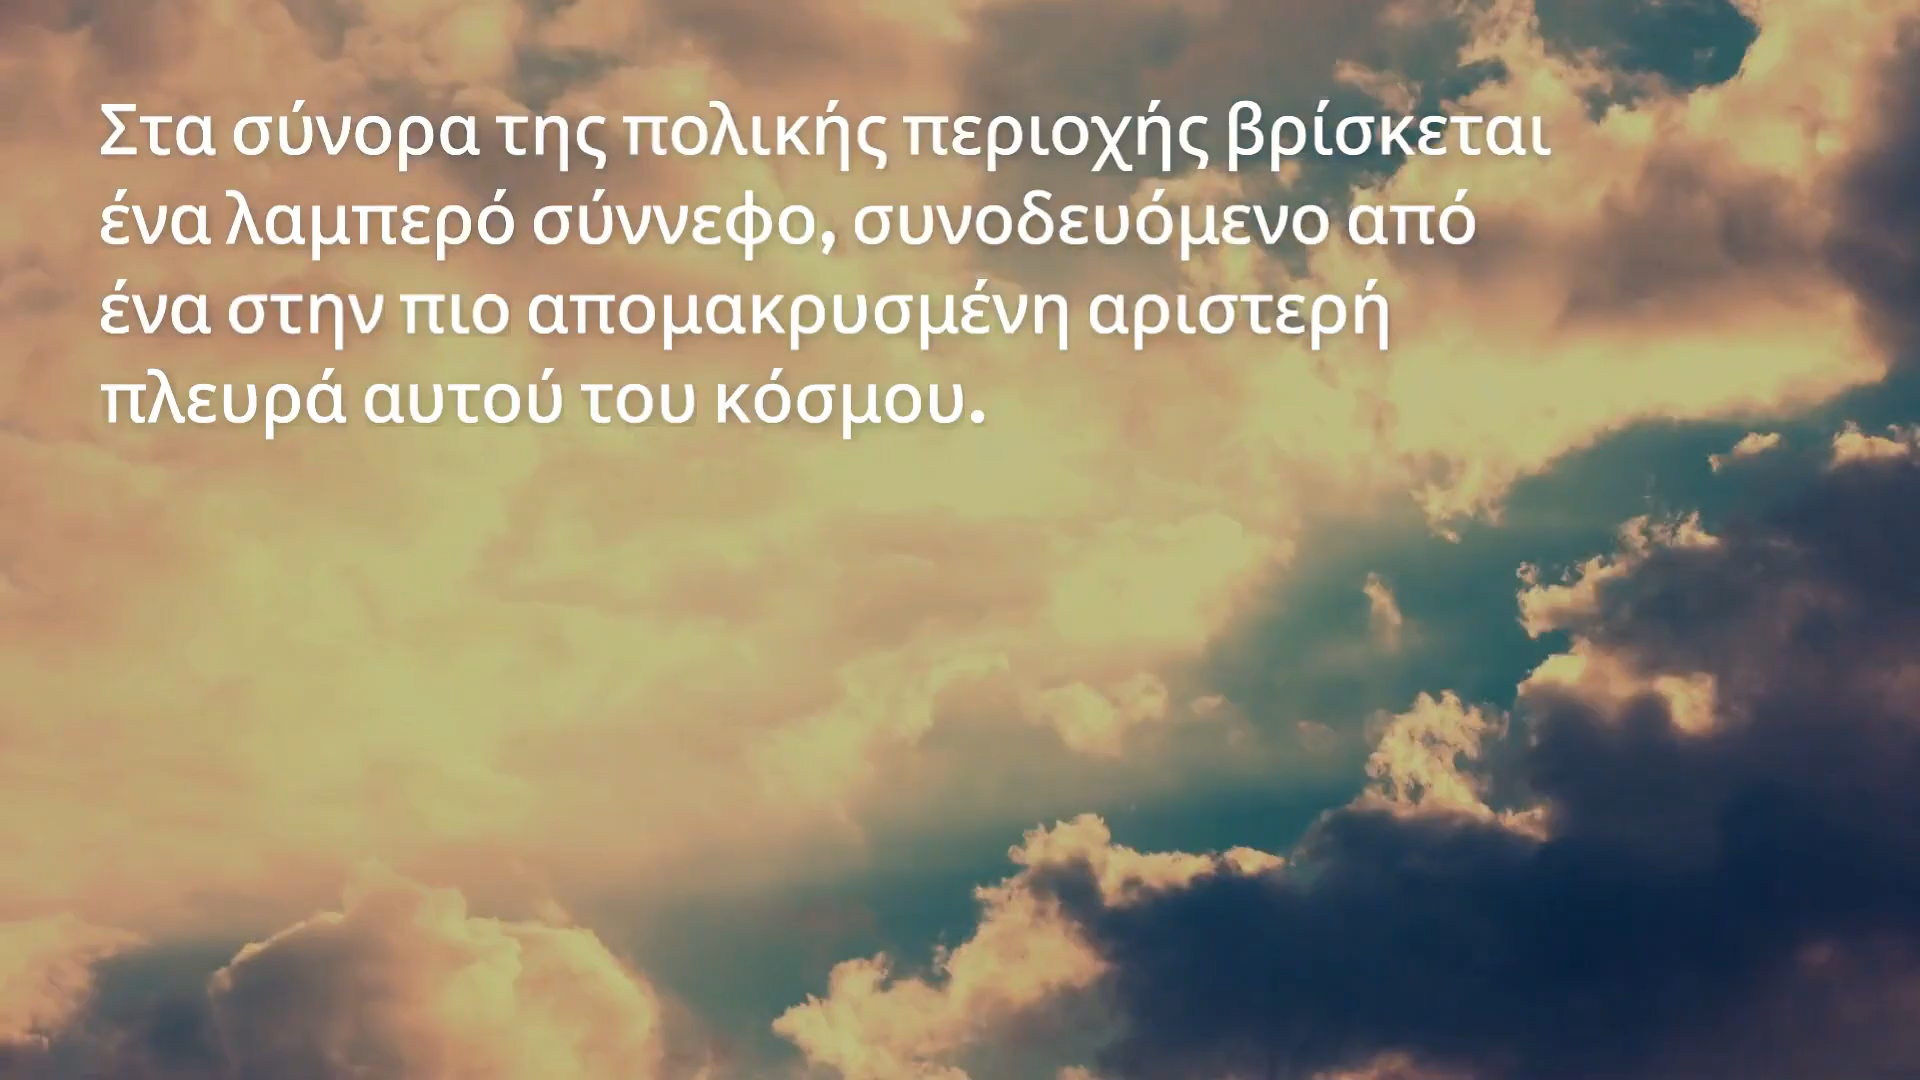 Στα σύνορα της πολικής περιοχής βρίσκεται
ένα λαμπερό σύννεφο, συνοδευόμενο από
ένα στην πιο απομακρυσμένη αριστερή
πλευρά αυτού του κόσμου.